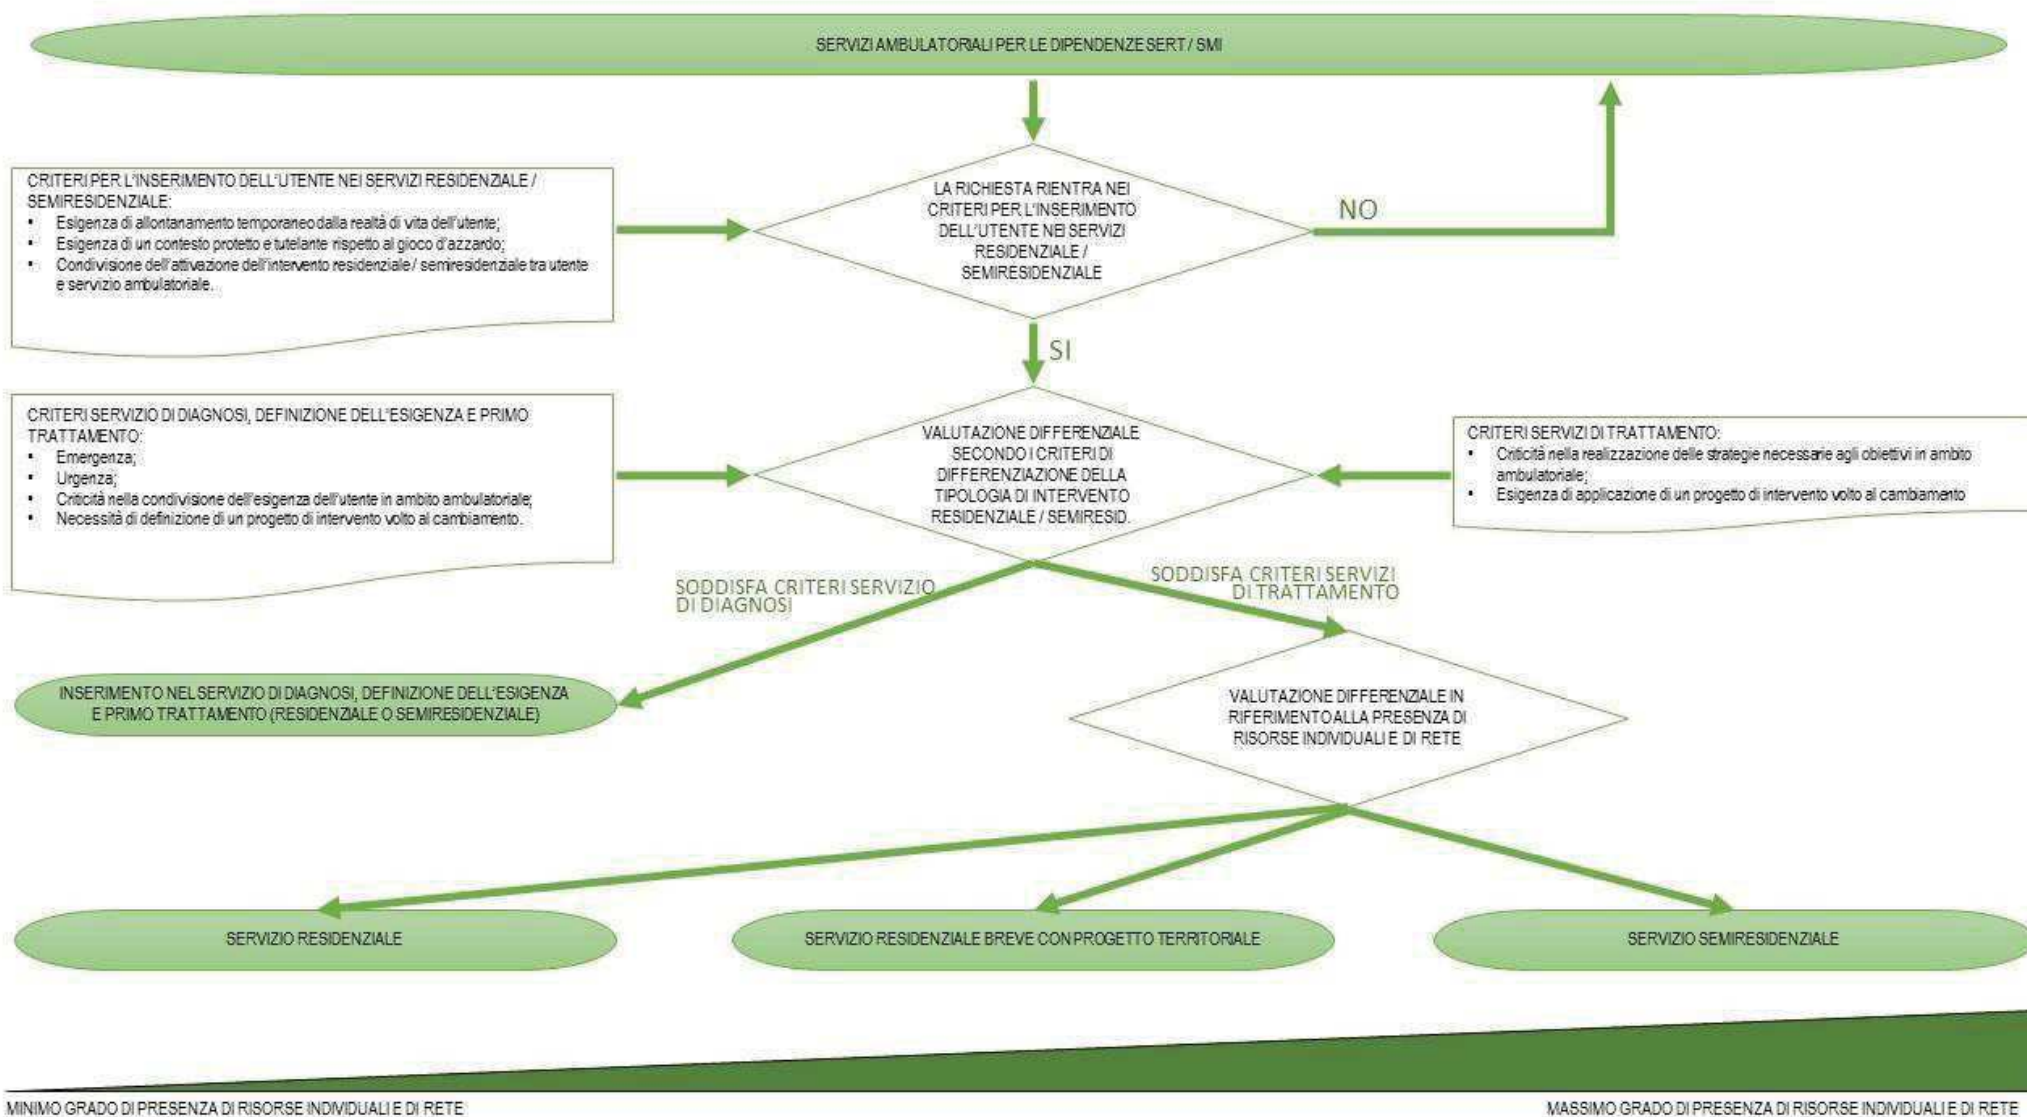 SERVIZI AMBULATORIALI PER LE DIPENDENZE SERT / SMI
CRITERI PER L'INSERIMENTO DELL'UTENTE NEI SERVIZI RESIDENZIALE /
SEMIRESIDENZIALE:
• Esigenza di allontanamento temporaneo dalla realtà di vita dell'utente;
• Esigenza di un contesto protetto e tutelante rispetto al gioco d'azzardo;
• Condivisione dell'attivazione dell'intervento residenziale / semiresidenziale tra utente
e servizio ambulatoriale.
LA RICHIESTA RIENTRA NEI
CRITERI PER L'INSERIMENTO
DELL'UTENTE NEI SERVIZI
RESIDENZIALE /
SEMIRESIDENZIALE
NO
SI
CRITERI SERVIZIO DI DIAGNOSI, DEFINIZIONE DELL'ESIGENZA E PRIMO
TRATTAMENTO:
• Emergenza;
• Urgenza;
• Criticità nella condivisione dell'esigenza dell'utente in ambito ambulatoriale;
• Necessità di definizione di un progetto di intervento volto al cambiamento.
VALUTAZIONE DIFFERENZIALE
SECONDO I CRITERI DI
DIFFERENZIAZIONE DELLA
TIPOLOGIA DI INTERVENTO
RESIDENZIALE / SEMIRESID.
CRITERI SERVIZI DI TRATTAMENTO:
• Criticità nella realizzazione delle strategie necessarie agli obiettivi in ambito
ambulatoriale;
• Esigenza di applicazione di un progetto di intervento volto al cambiamento
SODDISFA CRITERI SERVIZIO
DI DIAGNOSI
SODDISFA CRITERI SERVIZI
DI TRATTAMENTO
INSERIMENTO NEL SERVIZIO DI DIAGNOSI, DEFINIZIONE DELL'ESIGENZA
E PRIMO TRATTAMENTO (RESIDENZIALE O SEMIRESIDENZIALE)
VALUTAZIONE DIFFERENZIALE IN
RIFERIMENTO ALLA PRESENZA DI
RISORSE INDIVIDUALI E DI RETE
SERVIZIO RESIDENZIALE
SERVIZIO RESIDENZIALE BREVE CON PROGETTO TERRITORIALE
SERVIZIO SEMIRESIDENZIALE
MINIMO GRADO DI PRESENZA DI RISORSE INDIVIDUALI E DI RETE
MASSIMO GRADO DI PRESENZA DI RISORSE INDIVIDUALI E DI RETE